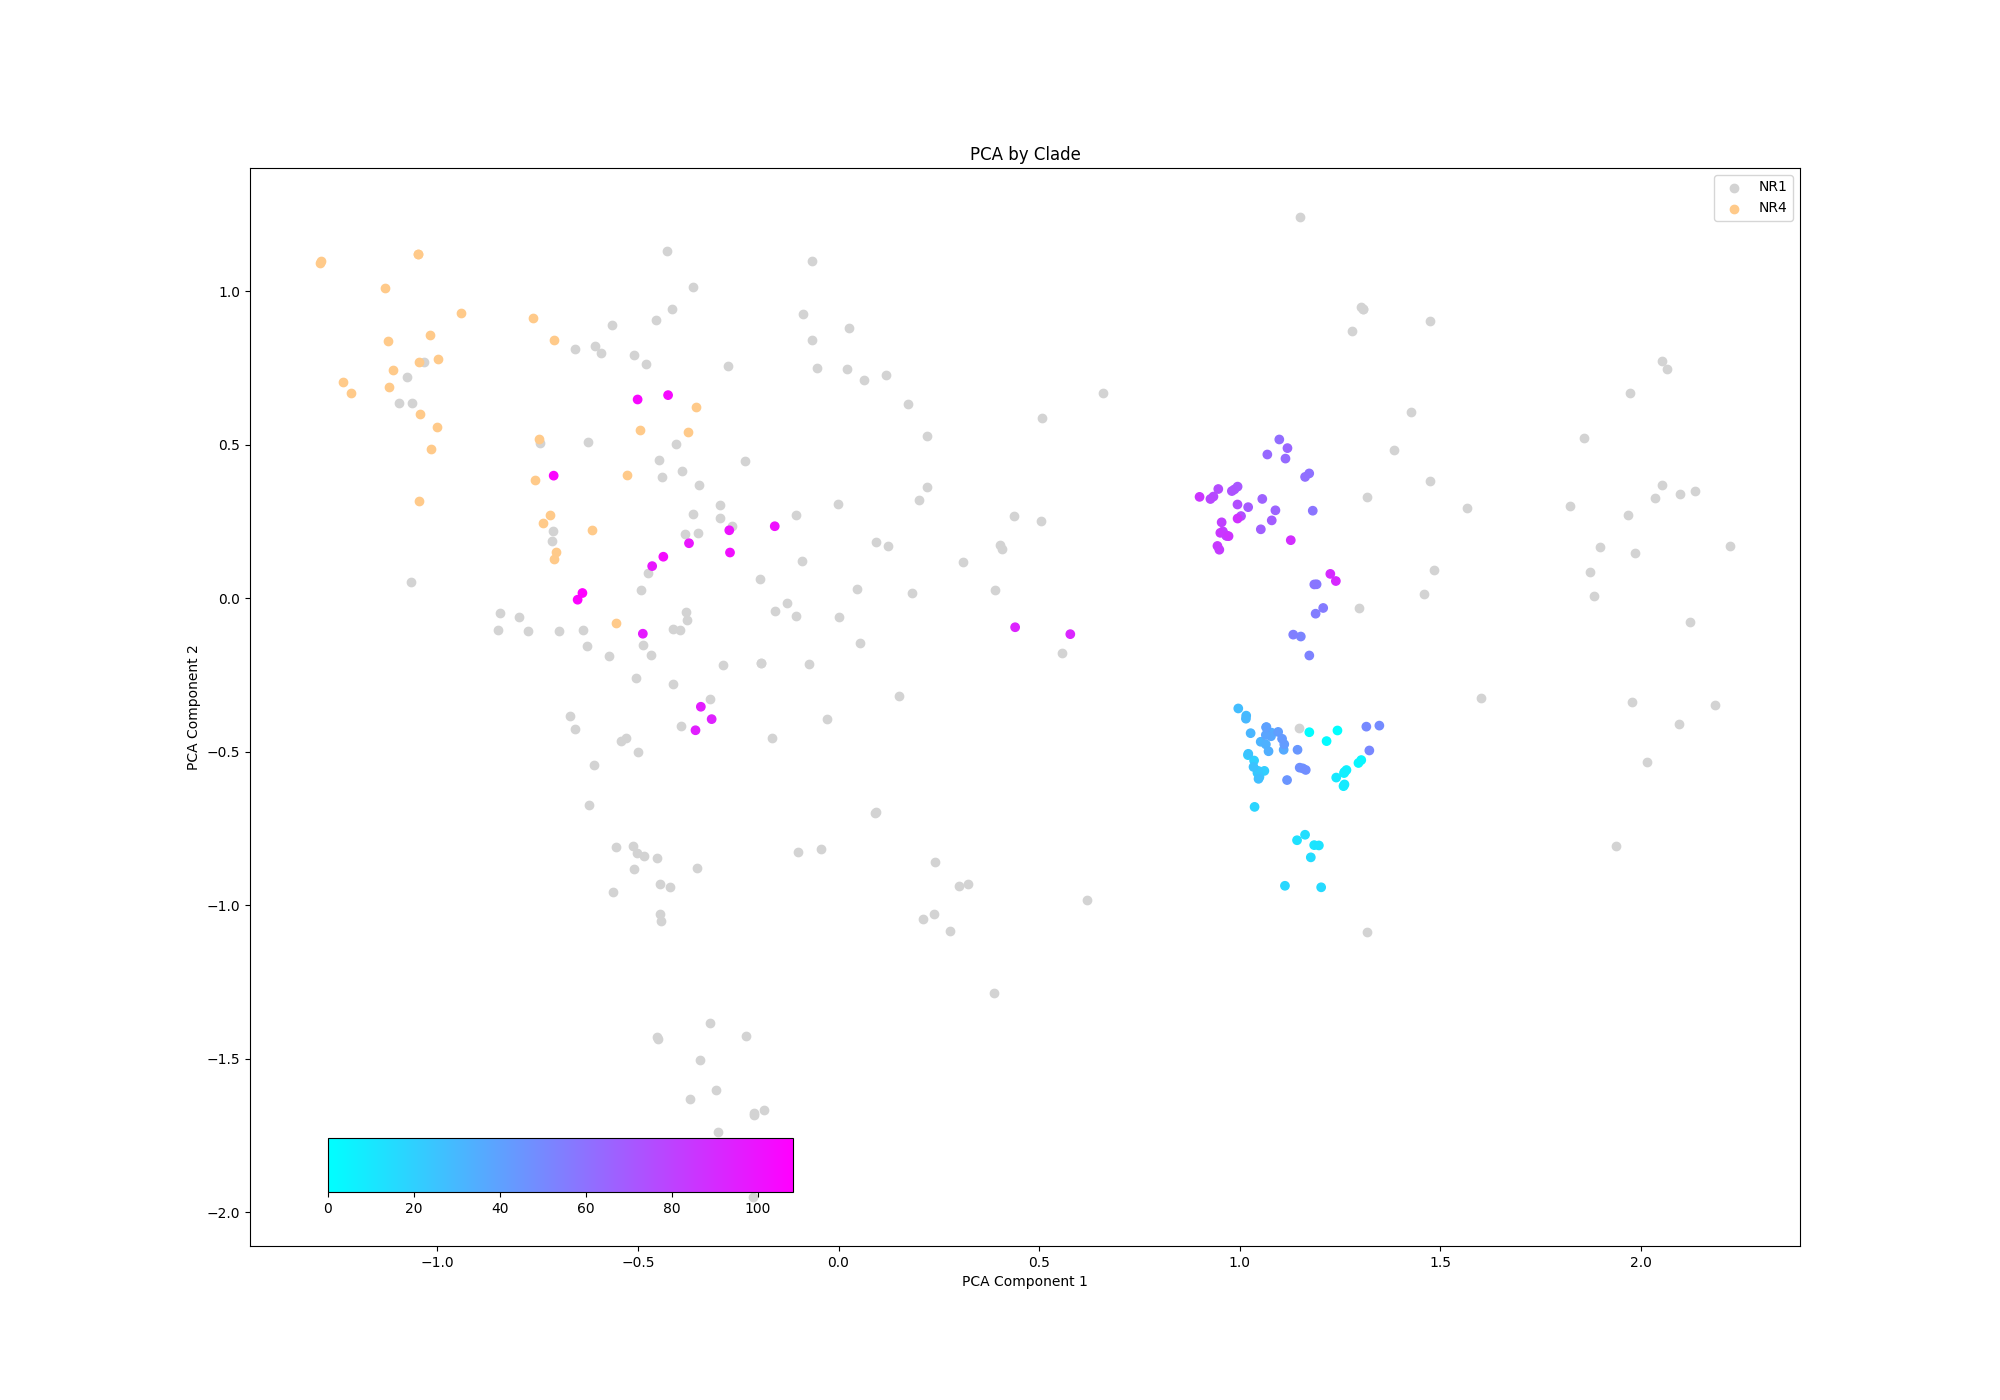 PCA by Clade
NR1
NR4
1.0
0.5
0.0
−0.5
−1.0
−1.5
−2.0
PCA Component 2
0 20 40 60 80 100
−1.0 −0.5 0.0 0.5 1.0 1.5 2.0
PCA Component 1